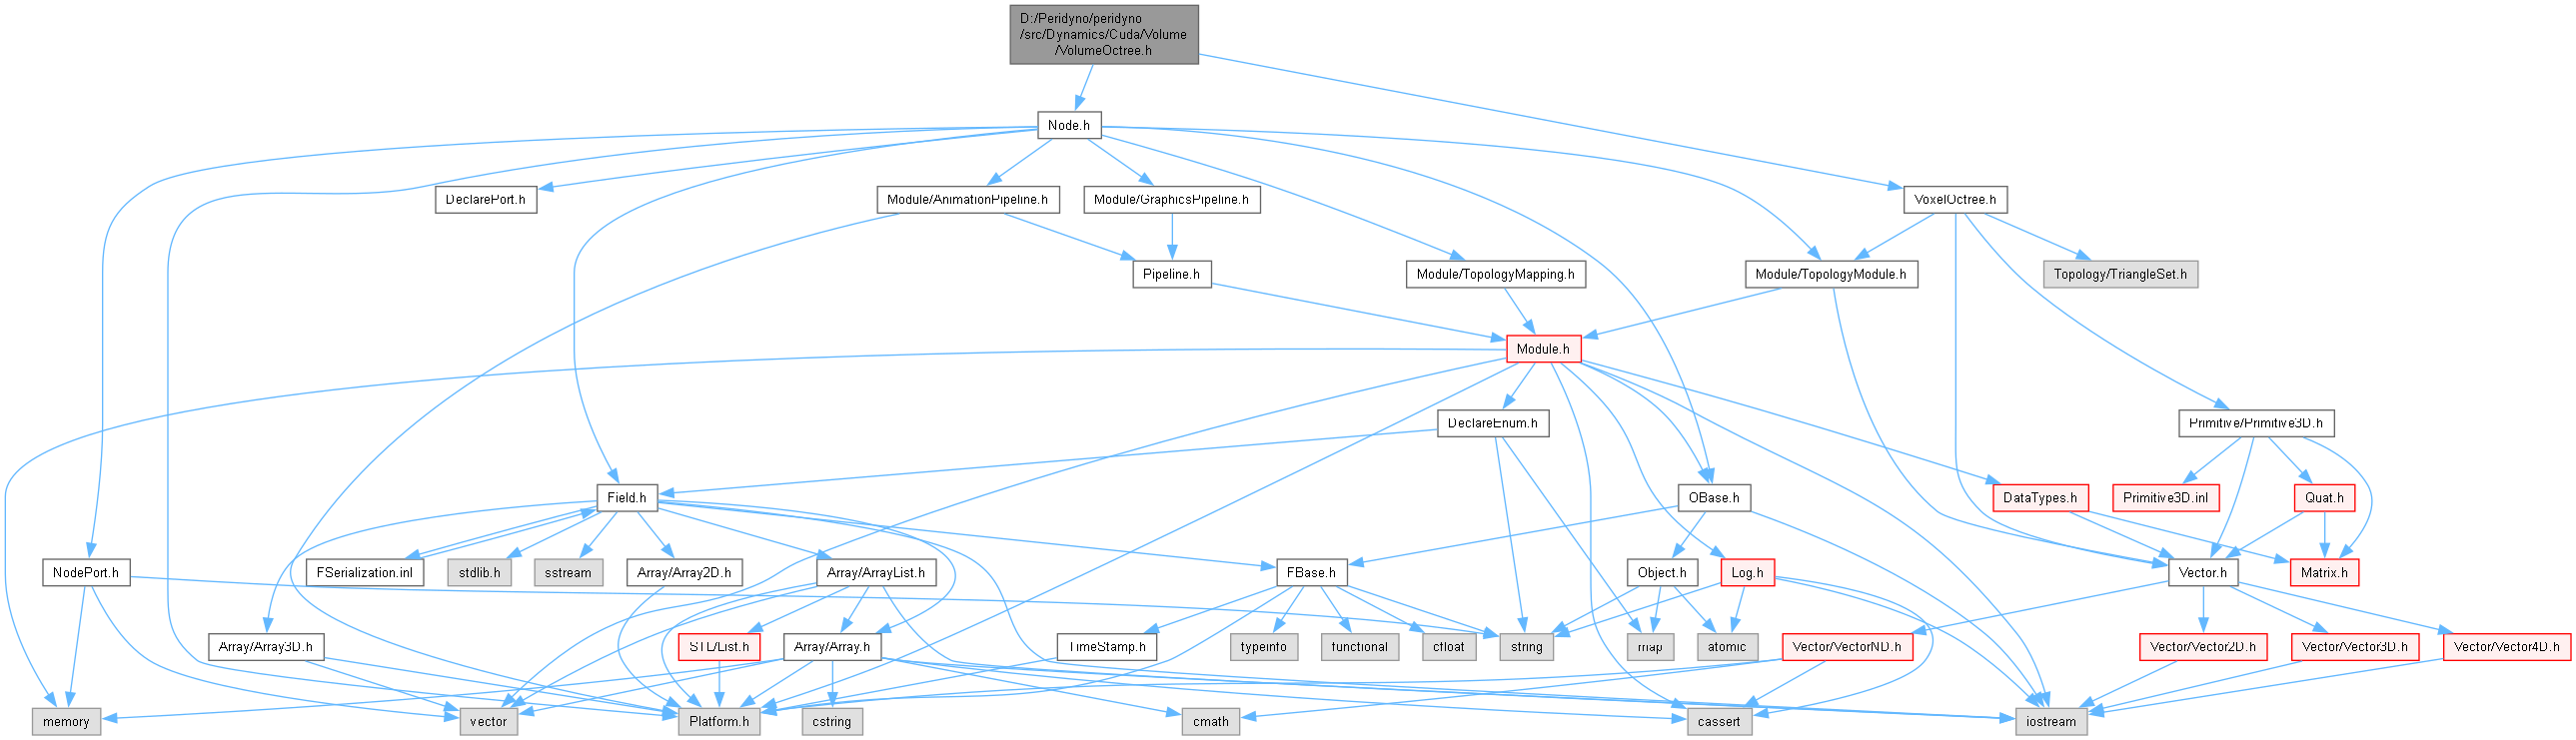 D:/Peridyno/peridyno
/src/Dynamics/Cuda/Volume
/VolumeOctree.h
Node.h
DeclarePort.h
Module/AnimationPipeline.h
Module/GraphicsPipeline.h
VoxelOctree.h
Pipeline.h
Module/TopologyMapping.h
Module/TopologyModule.h
Topology/TriangleSet.h
Module.h
DeclareEnum.h
Primitive/Primitive3D.h
Field.h
OBase.h
DataTypes.h
Primitive3D.inl
Quat.h
NodePort.h
FSerialization.inl
stdlib.h
sstream
Array/Array2D.h
Array/ArrayList.h
FBase.h
Object.h
Log.h
Vector.h
Matrix.h
Array/Array3D.h
STL/List.h
Array/Array.h
TimeStamp.h
typeinfo
functional
cfloat
string
map
atomic
Vector/VectorND.h
Vector/Vector2D.h
Vector/Vector3D.h
Vector/Vector4D.h
memory
vector
Platform.h
cstring
cmath
cassert
iostream